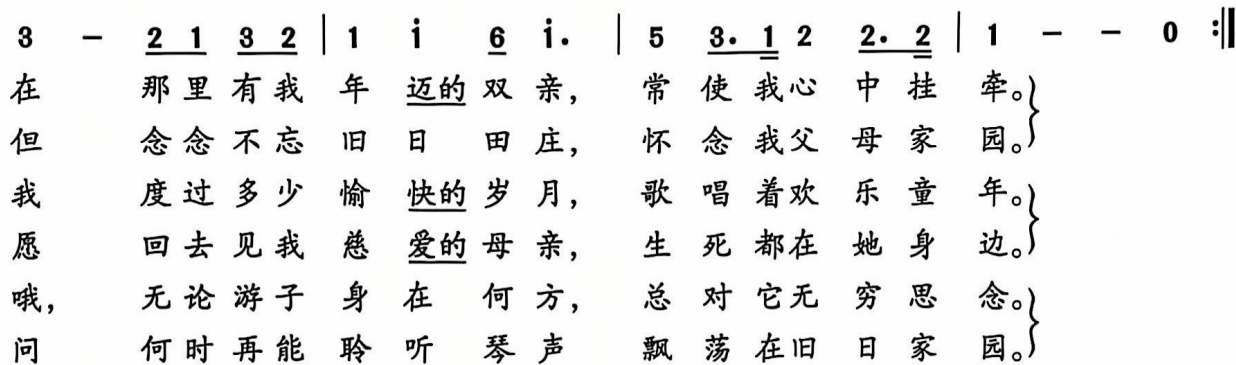 3 － 2 1 3 2 | 1 i 6 i. | 5 3. 1 2 2. 2 | 1 － － 0 :‖
在 那里有我 年 迈的 双 亲， 常 使 我心 中 挂 牵。
但 念念不忘 旧 日 田 庄， 怀 念 我父 母 家 园。
我 度过多少 愉 快的 岁 月， 歌 唱 着欢 乐 童 年。
愿 回去见我 慈 爱的 母 亲， 生 死 都在 她 身 边。
哦， 无论游子 身 在 何 方， 总 对 它无 穷 思 念。
问 何时再能 聆 听 琴 声 飘 荡 在旧 日 家 园。